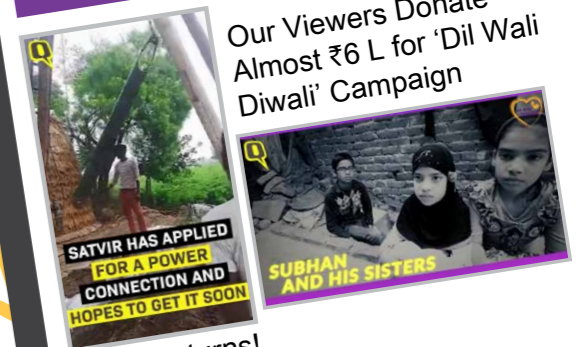 Our Viewers Donate
Almost ₹6 L for ‘Dil Wali
Diwali’ Campaign
Q
SATVIR HAS APPLIED
FOR A POWER
CONNECTION AND
HOPES TO GET IT SOON
Q
SUBHAN
AND HIS SISTERS